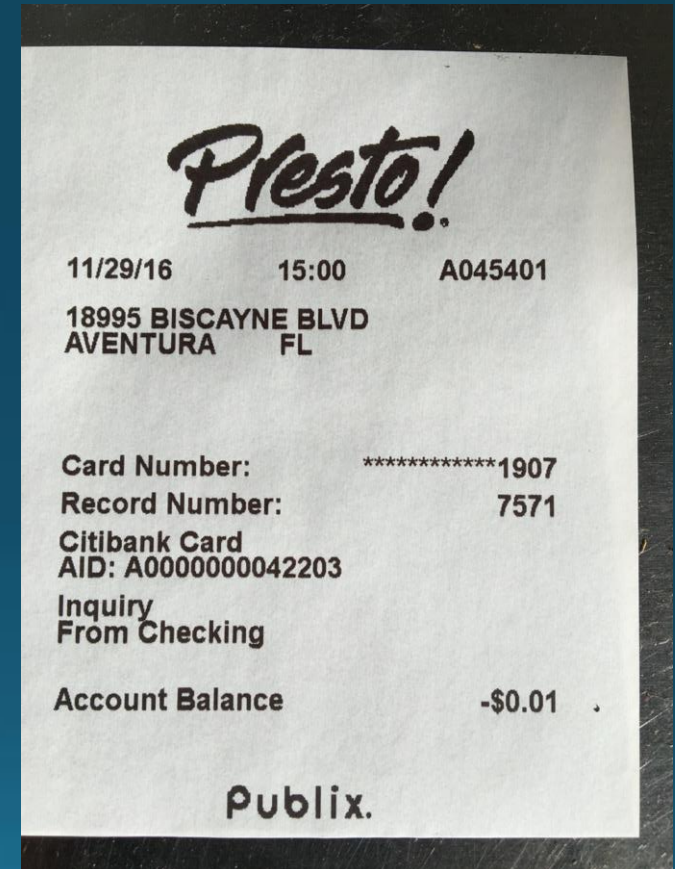 Presto!
11/29/16 15:00 A045401
18995 BISCAYNE BLVD
AVENTURA FL
Card Number: ************1907
Record Number: 7571
Citibank Card
AID: A0000000042203
Inquiry
From Checking
Account Balance -$0.01
Publix.